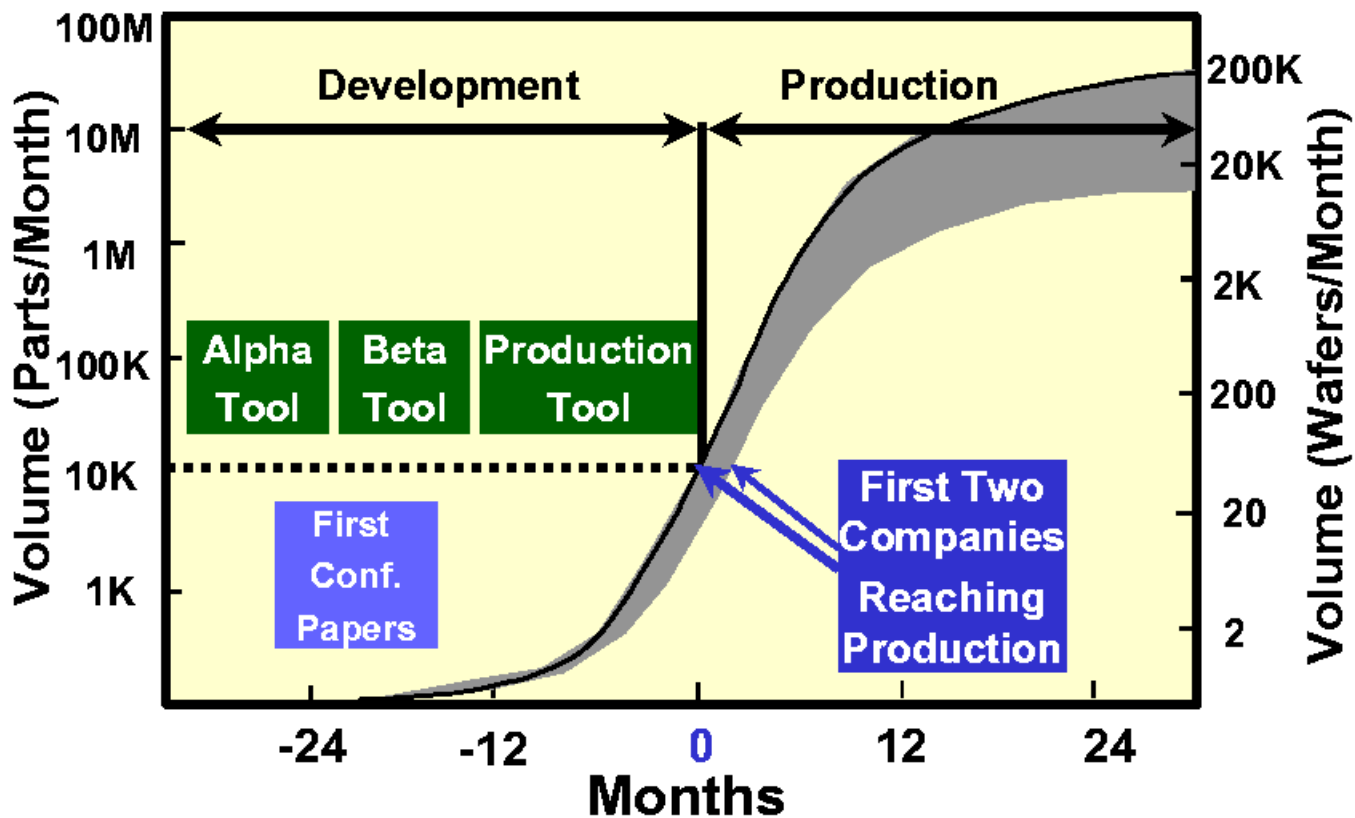 Volume (Parts/Month)
100M
10M
1M
100K
10K
1K
Development
Production
Alpha
Tool
Beta
Tool
Production
Tool
First
Conf.
Papers
First Two
Companies
Reaching
Production
200K
20K
2K
200
20
2
Volume (Wafers/Month)
-24
-12
0
12
24
Months